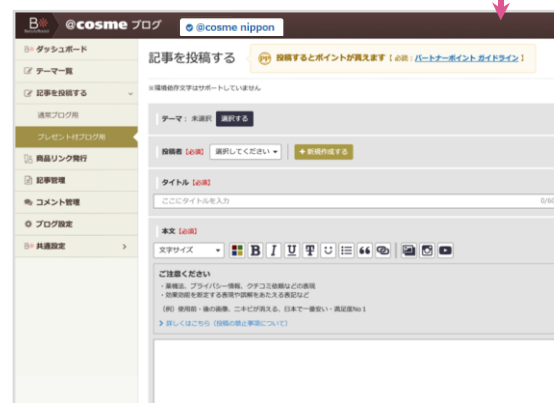 B✻ @cosme ブログ
@cosme nippon
ダッシュボード
テーマ一覧
記事を投稿する
通常ブログ用
プレゼント付ブログ用
商品リンク発行
記事管理
コメント管理
ブログ設定
共通設定
記事を投稿する
PP 投稿するとポイントが貰えます【 必読：パートナーポイント ガイドライン 】
※環境依存文字はサポートしていません
テーマ： 未選択 選択する
投稿者【必須】 選択してください + 新規作成する
タイトル【必須】
ここにタイトルを入力 0/60
本文【必須】
文字サイズ B I U T
ご注意ください
・薬機法、プライバシー情報、クチコミ依頼などの表現
・効果効能を断定する表現や誤解をあたえる表記など
（例）使用前・後の画像、ニキビが消える、日本で一番安い・満足度No１
詳しくはこちら（投稿の禁止事項について）